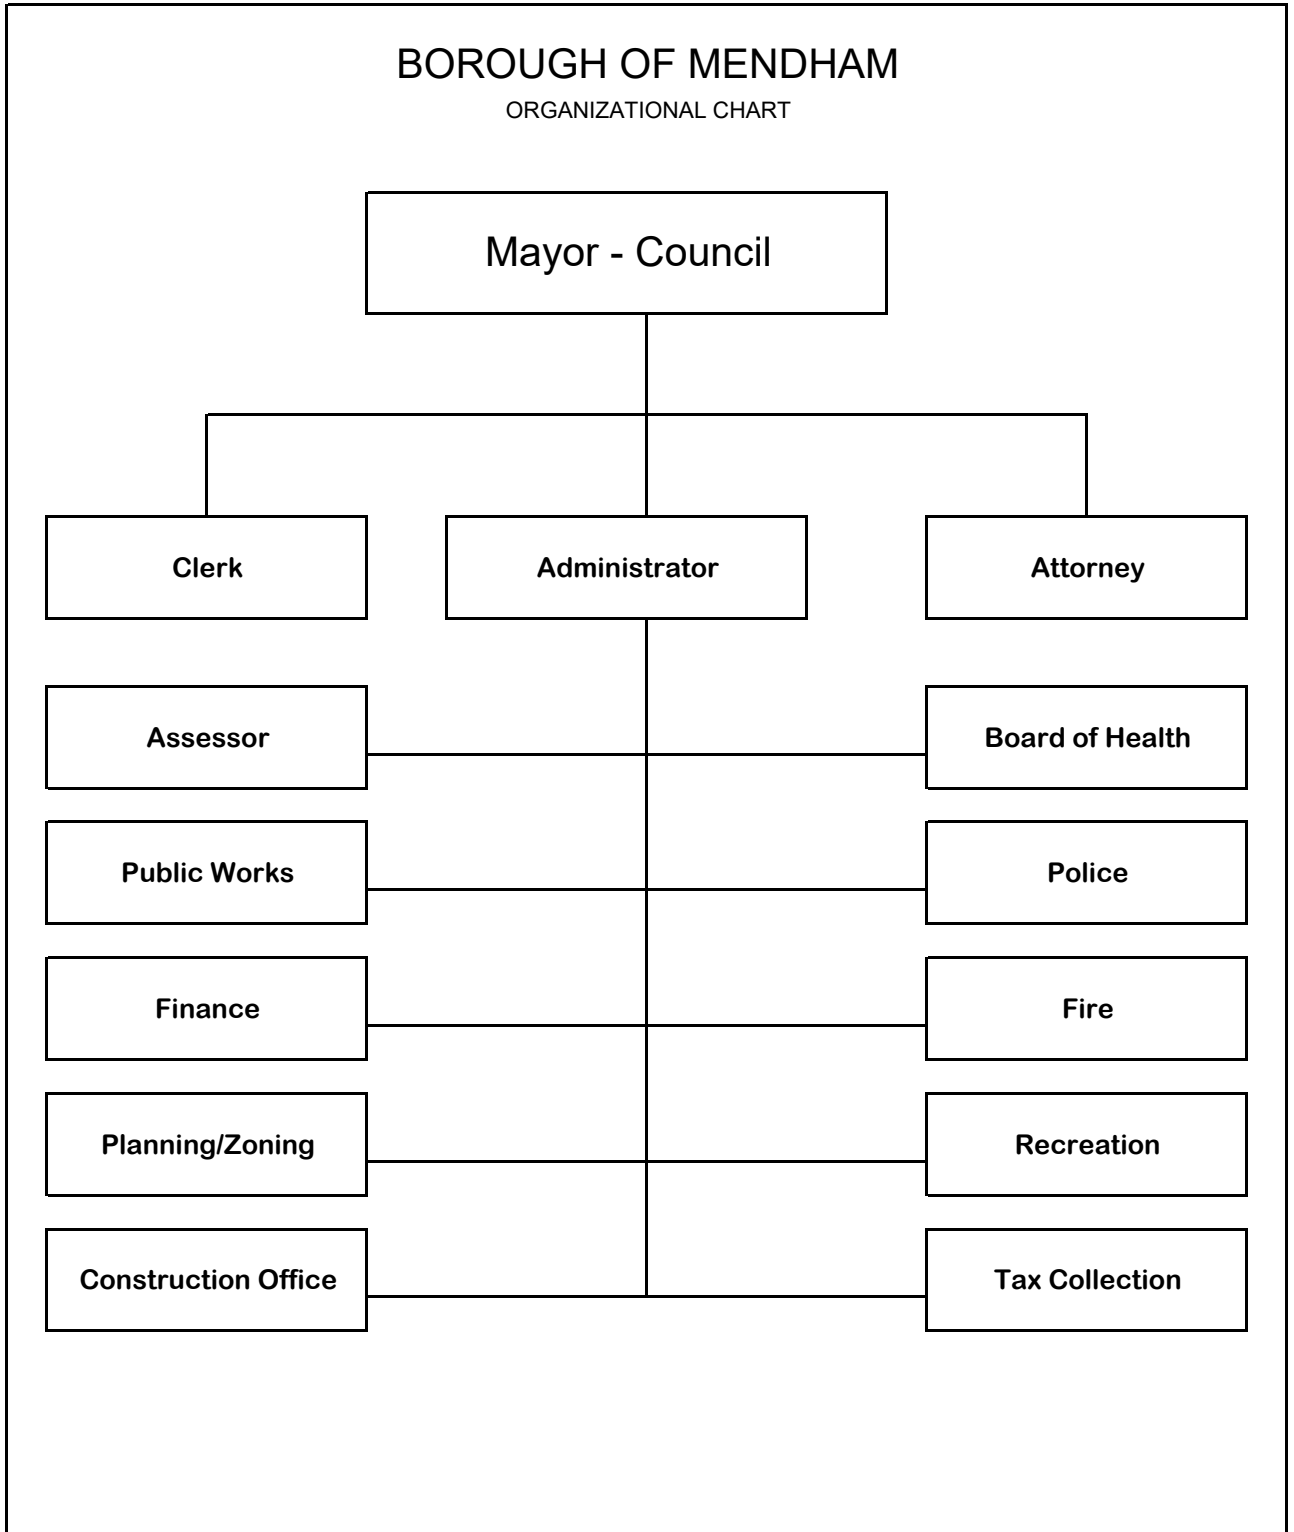 BOROUGH OF MENDHAM
ORGANIZATIONAL CHART
Mayor - Council
Clerk
Administrator
Attorney
Assessor
Board of Health
Public Works
Police
Finance
Fire
Planning/Zoning
Recreation
Construction Office
Tax Collection